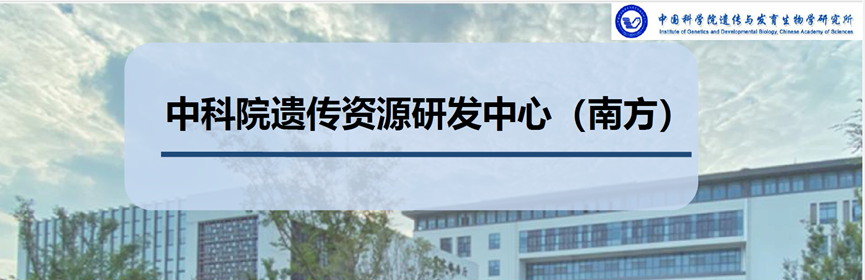 中国科学院遗传与发育生物学研究所
Institute of Genetics and Developmental Biology, Chinese Academy of Sciences
中科院遗传资源研发中心（南方）